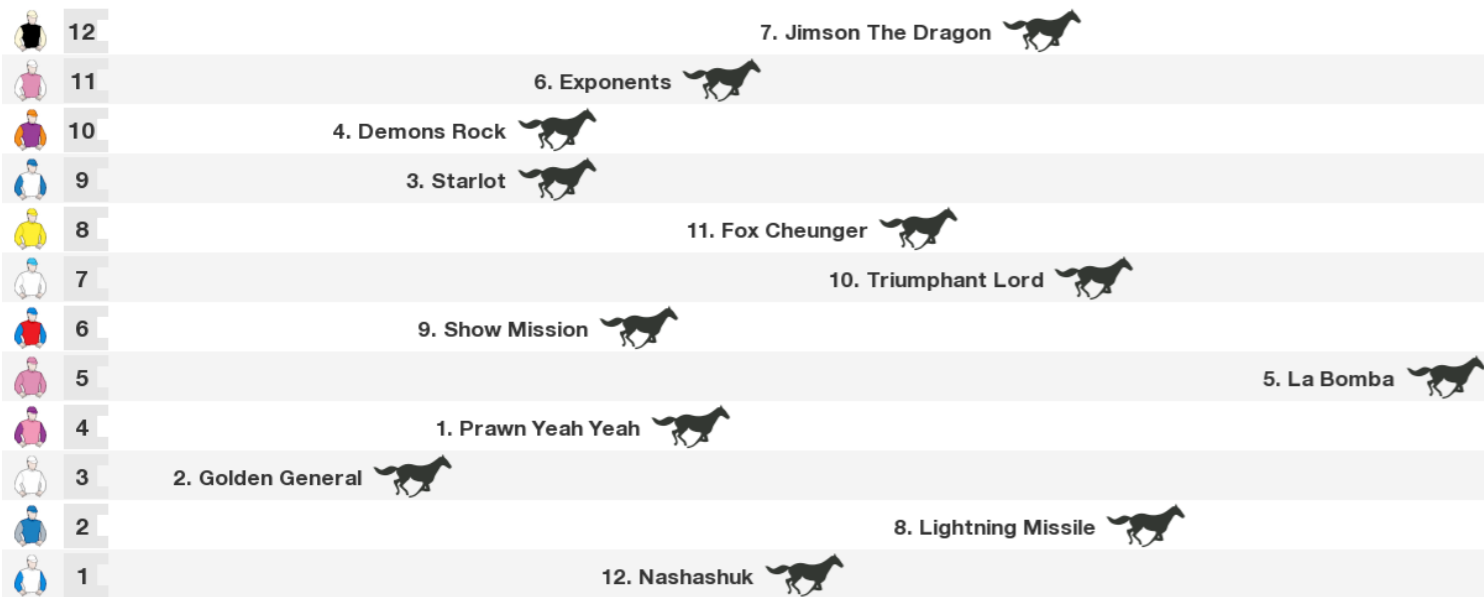 12 7. Jimson The Dragon
11 6. Exponents
10 4. Demons Rock
9 3. Starlot
8 11. Fox Cheunger
7 10. Triumphant Lord
6 9. Show Mission
5 5. La Bomba
4 1. Prawn Yeah Yeah
3 2. Golden General
2 8. Lightning Missile
1 12. Nashashuk